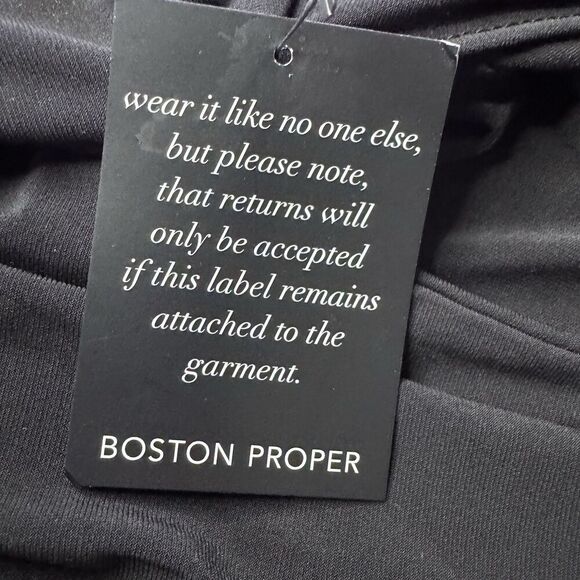 wear it like no one else,
but please note,
that returns will
only be accepted
if this label remains
attached to the
garment.
BOSTON PROPER